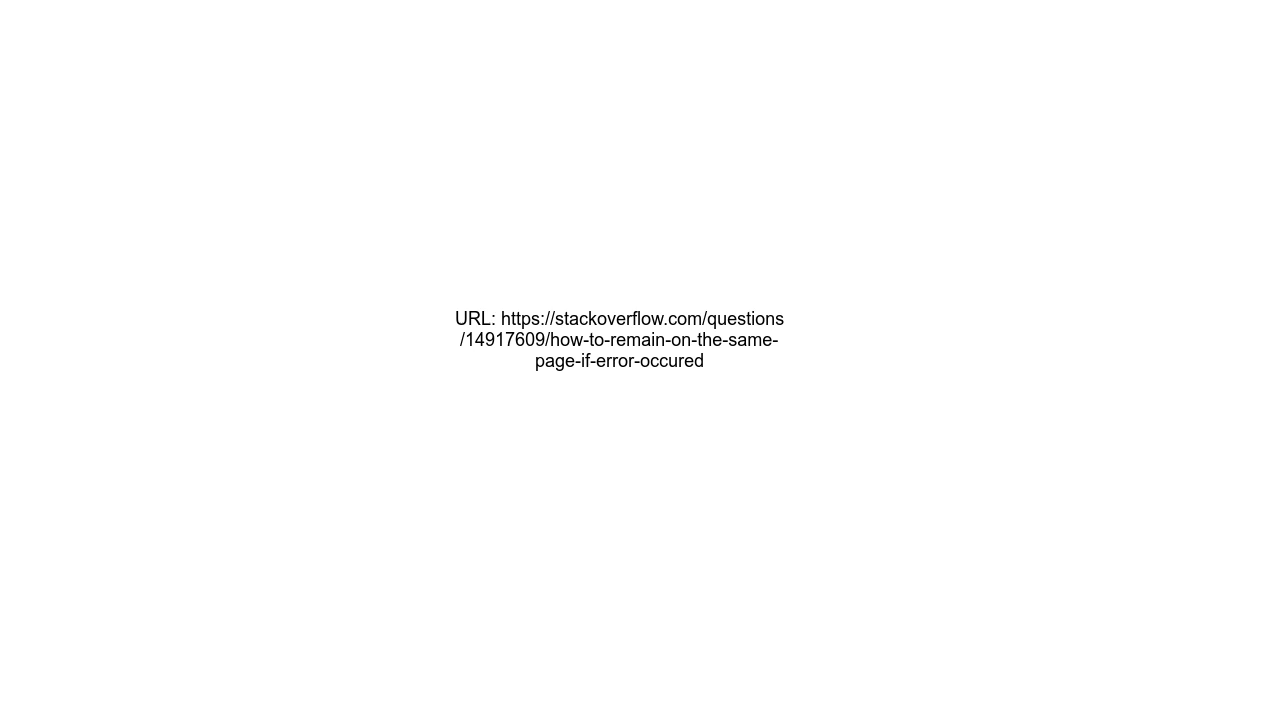 URL: https://stackoverflow.com/questions
/14917609/how-to-remain-on-the-same-
page-if-error-occured